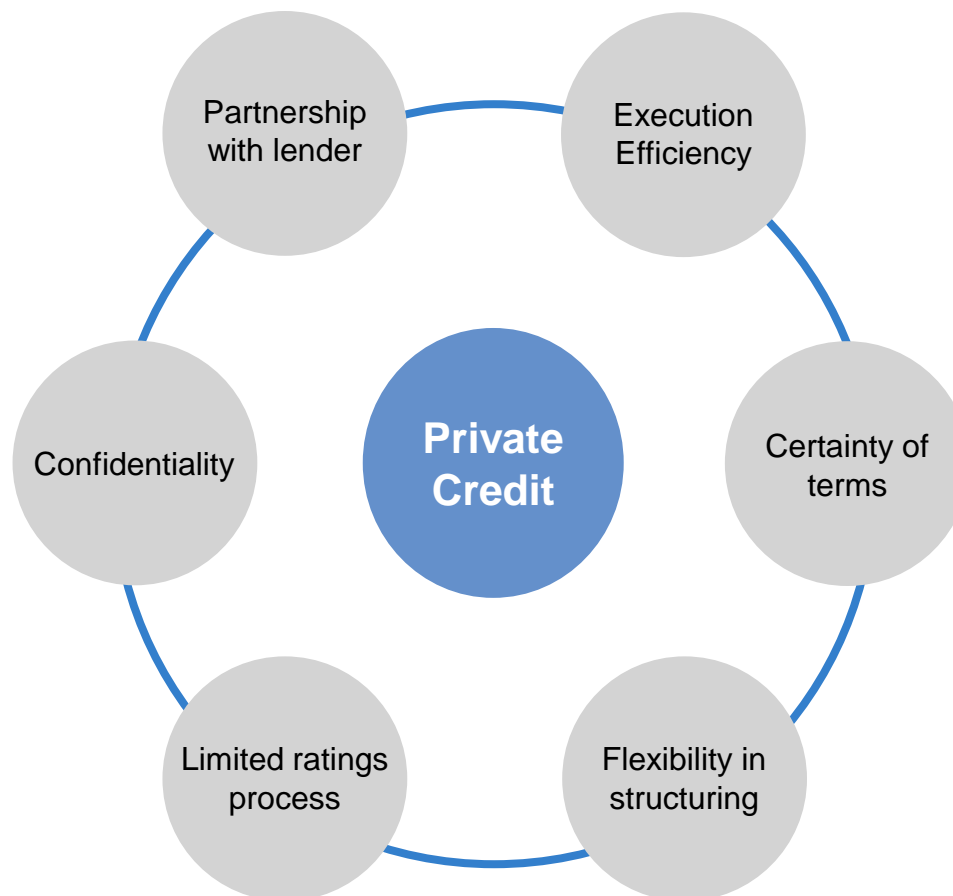 Partnership
with lender
Execution
Efficiency
Confidentiality
Private
Credit
Certainty of
terms
Limited ratings
process
Flexibility in
structuring